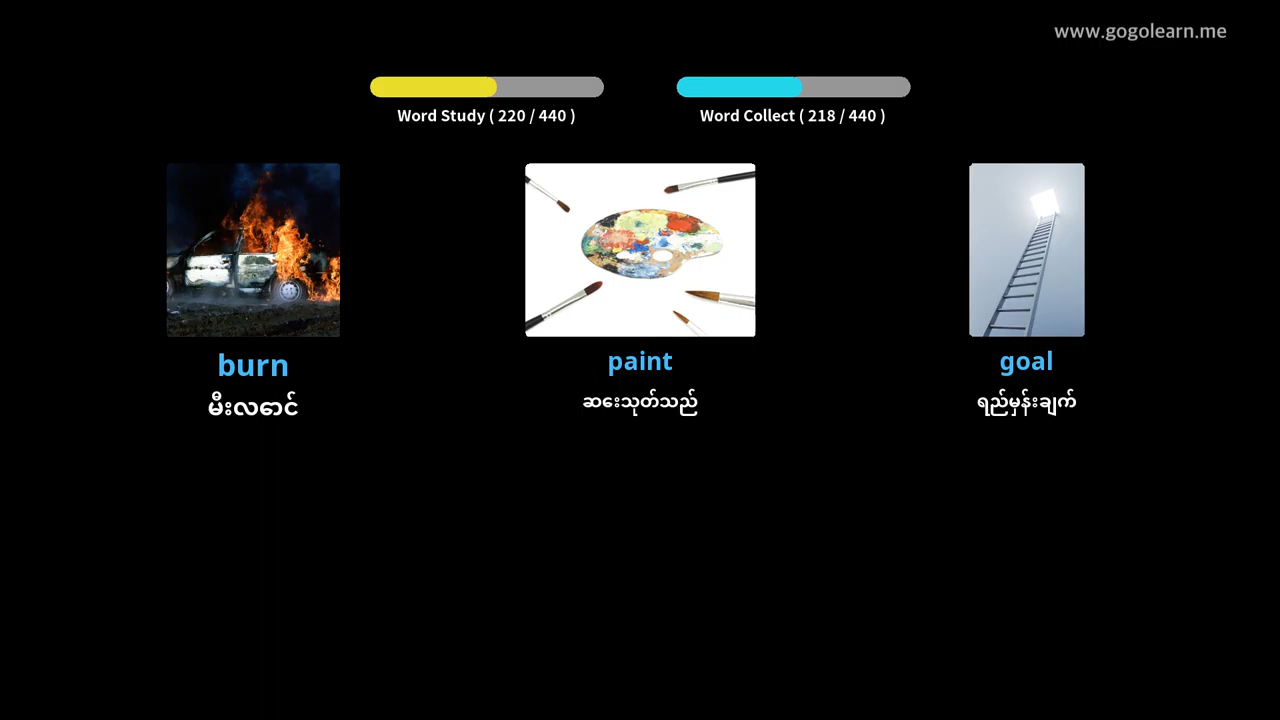 www.gogolearn.me
Word Study ( 220 / 440 )
Word Collect ( 218 / 440 )
burn
paint
goal
မီးလောင်
ဆေးသုတ်သည်
ရည်မှန်းချက်